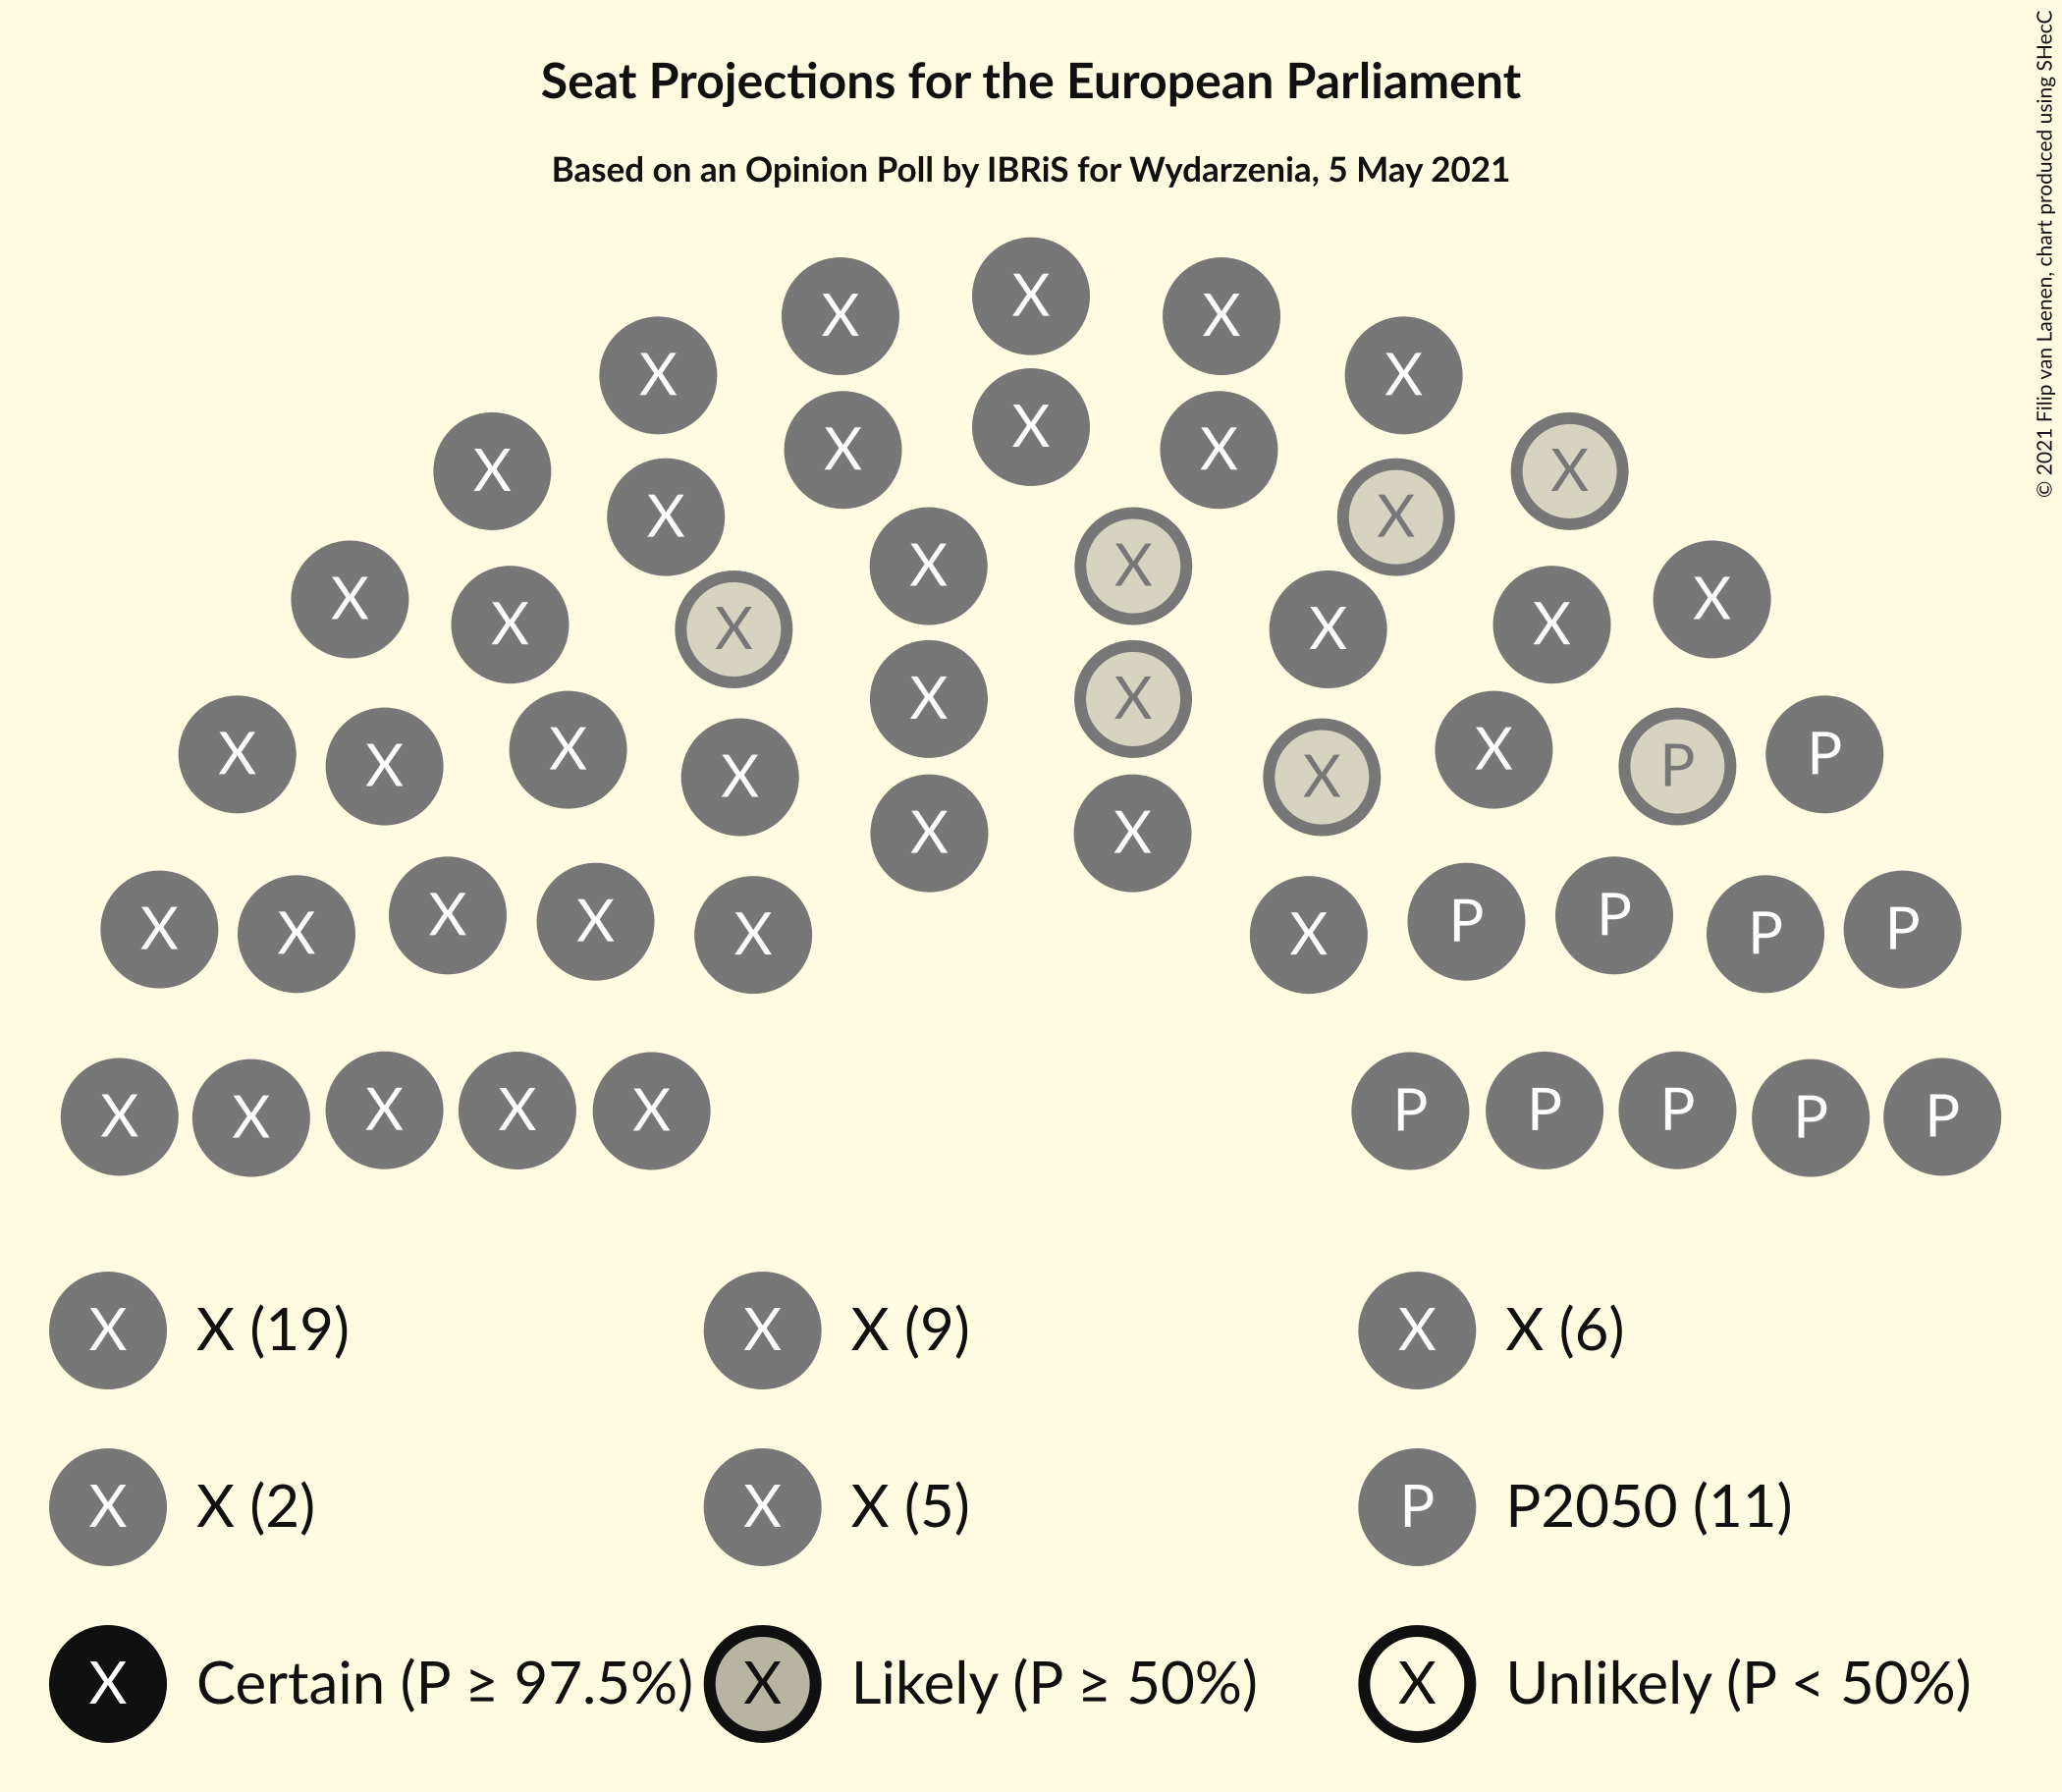 © 2021 Filip van Laenen, chart produced using SHecC
Seat Projections for the European Parliament
Based on an Opinion Poll by IBRiS for Wydarzenia, 5 May 2021
X X X
X X
X X X
X X
X X
X X
X X X X X X
X X
X X X X X X P P
X X
X X X X X X P P P P
X X X X X P P P P P
X X (19) X X (9) X X (6)
X X (2) X X (5) P P2050 (11)
X Certain (P ≥ 97.5%) X Likely (P ≥ 50%) X Unlikely (P < 50%)